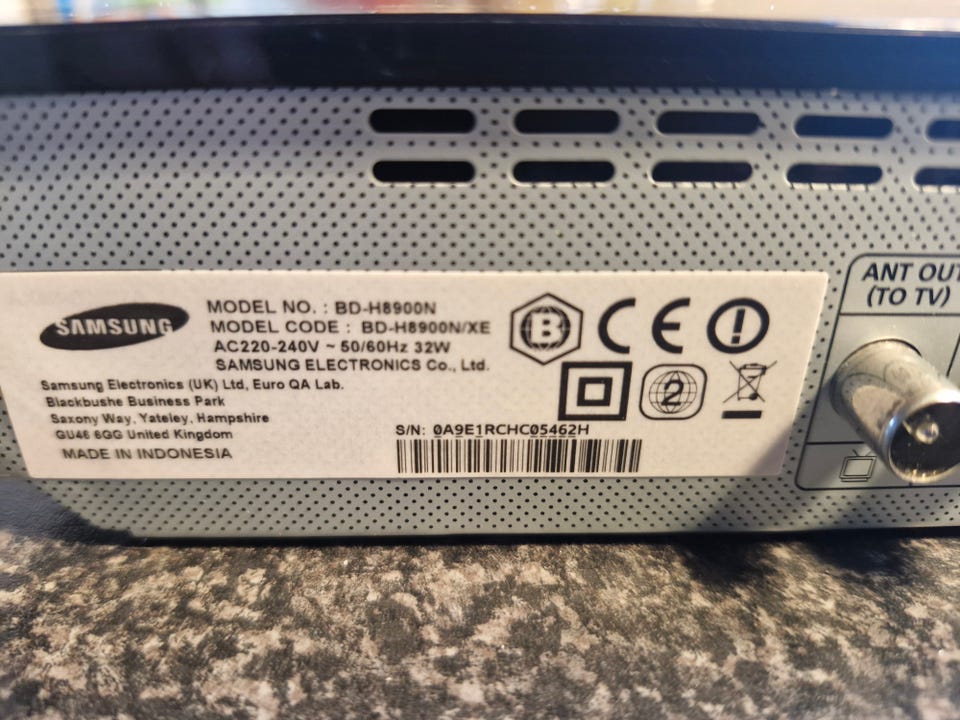 SAMSUNG
MODEL NO. : BD-H8900N
MODEL CODE : BD-H8900N/XE
AC220-240V ~ 50/60Hz 32W
SAMSUNG ELECTRONICS Co., Ltd.
Samsung Electronics (UK) Ltd, Euro QA Lab.
Blackbushe Business Park
Saxony Way, Yateley, Hampshire
GU46 6GG United Kingdom
MADE IN INDONESIA
B CE !
2
S/N: 0A9E1RCHC05462H
ANT OUT
(TO TV)